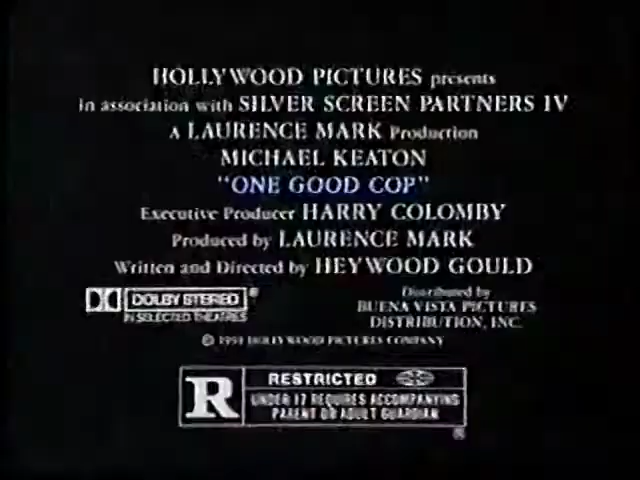 HOLLYWOOD PICTURES presents
in association with SILVER SCREEN PARTNERS IV
A LAURENCE MARK Production
MICHAEL KEATON
"ONE GOOD COP"
Executive Producer HARRY COLOMBY
Produced by LAURENCE MARK
Written and Directed by HEYWOOD GOULD
DOLBY STEREO ®
IN SELECTED THEATRES
Distributed by
BUENA VISTA PICTURES
DISTRIBUTION, INC.
© 1991 HOLLYWOOD PICTURES COMPANY
R RESTRICTED
UNDER 17 REQUIRES ACCOMPANYING
PARENT OR ADULT GUARDIAN
®